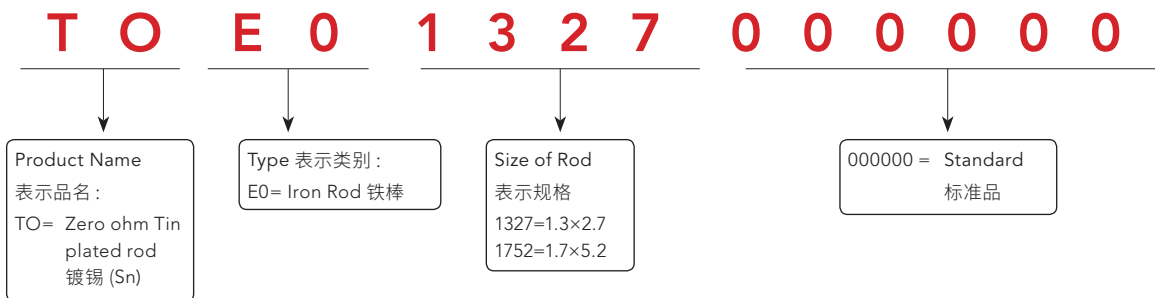 T O E 0 1 3 2 7 0 0 0 0 0 0
Product Name
表示品名 :
TO= Zero ohm Tin
plated rod
镀锡 (Sn)
Type 表示类别 :
E0= Iron Rod 铁棒
Size of Rod
表示规格
1327=1.3×2.7
1752=1.7×5.2
000000 = Standard
标准品